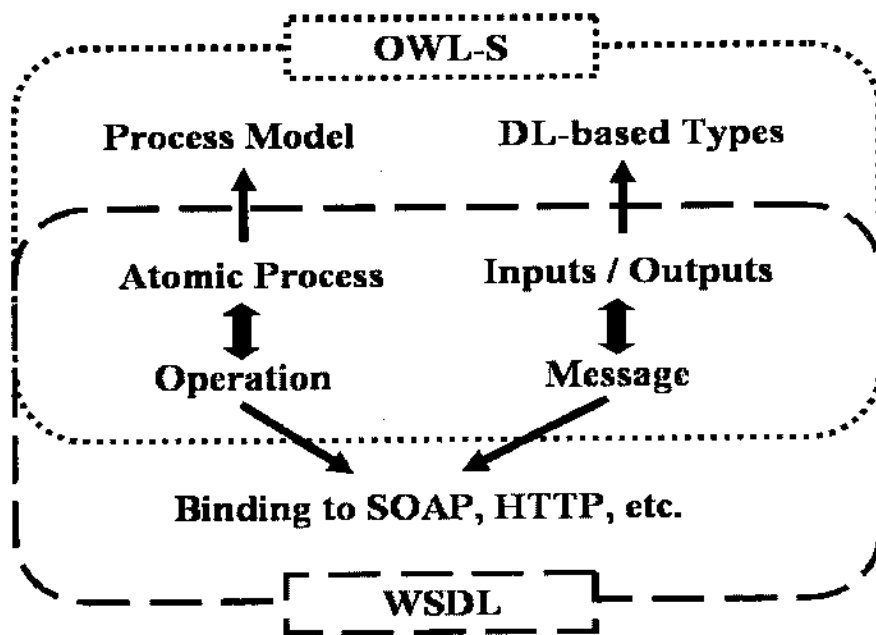 OWL-S
Process Model DL-based Types
Atomic Process Inputs / Outputs
Operation Message
Binding to SOAP, HTTP, etc.
WSDL